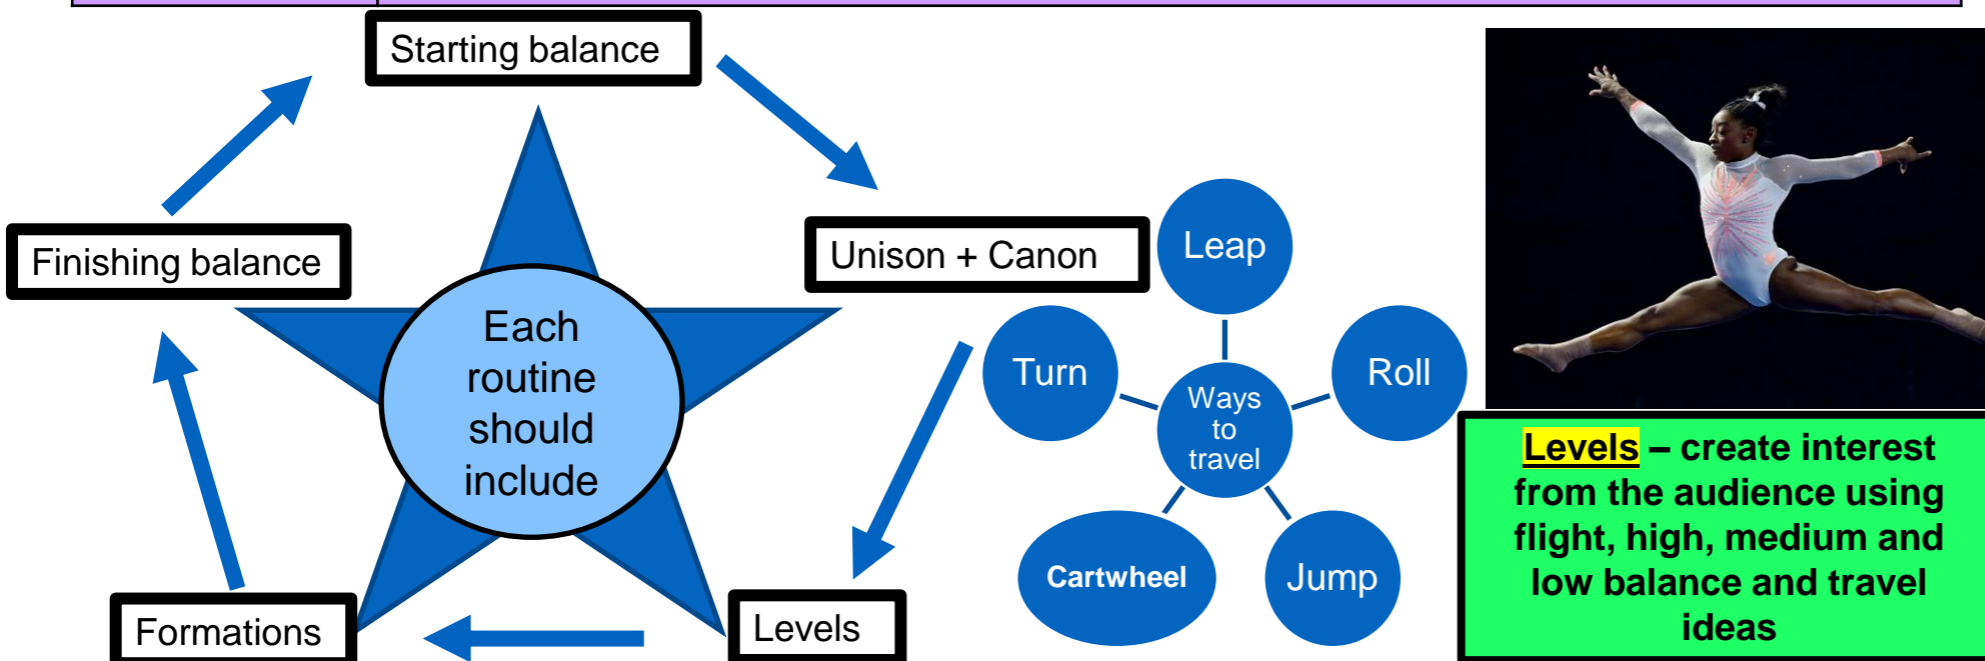 Starting balance
Finishing balance
Unison + Canon
Each
routine
should
include
Formations
Levels
Leap
Turn
Roll
Ways
to
travel
Cartwheel
Jump
Levels – create interest
from the audience using
flight, high, medium and
low balance and travel
ideas